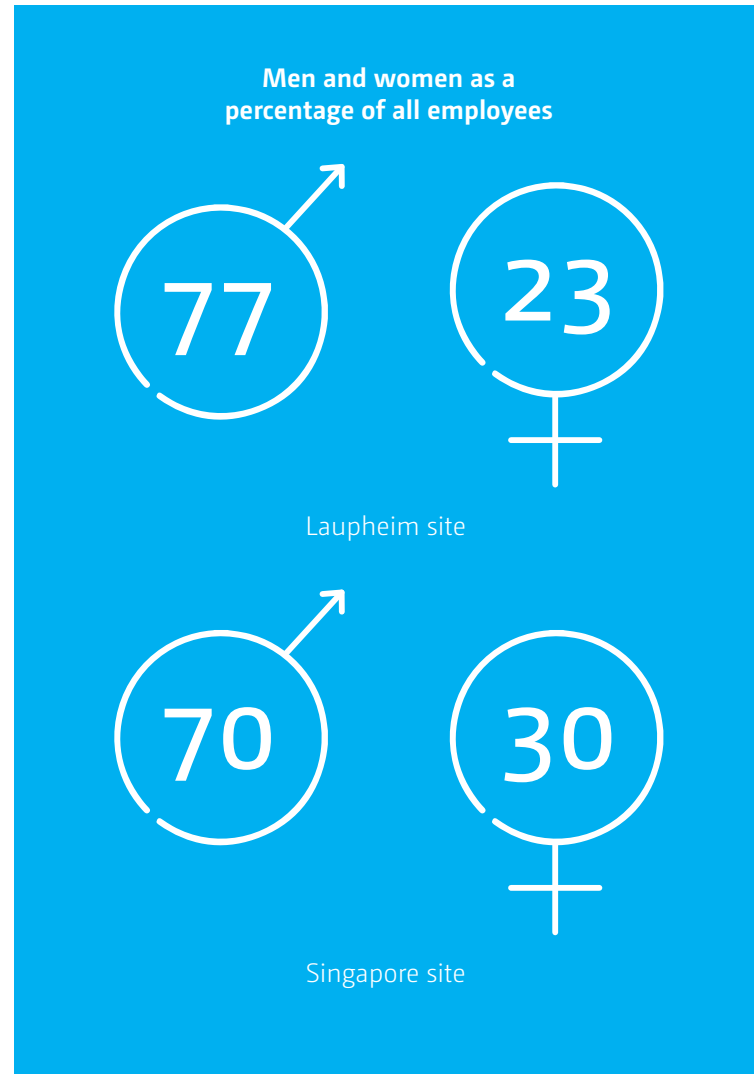 Men and women as a
percentage of all employees
77
23
Laupheim site
70
30
Singapore site